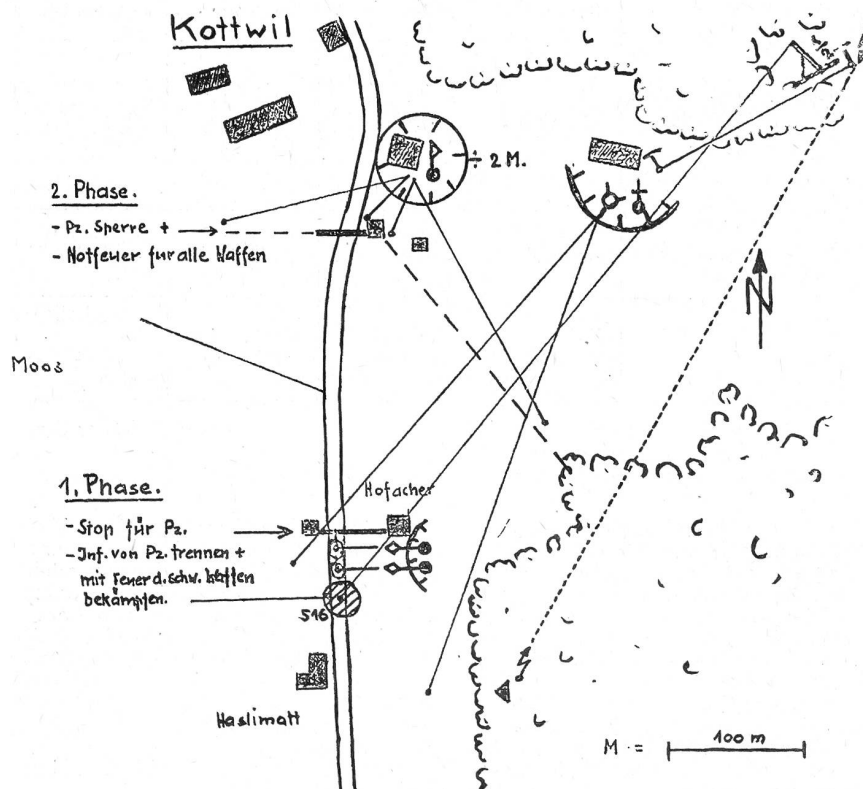 Kottwil
÷ 2 M.
2. Phase.
- Pz. Sperre +
- Notfeuer für alle Waffen
N
Moos
1. Phase.
Hofacher
- Stop für Pz.
- Inf. von Pz. trennen +
mit Feuer d. schw. Waffen
bekämpfen.
516
Haslimatt
M = 100 m